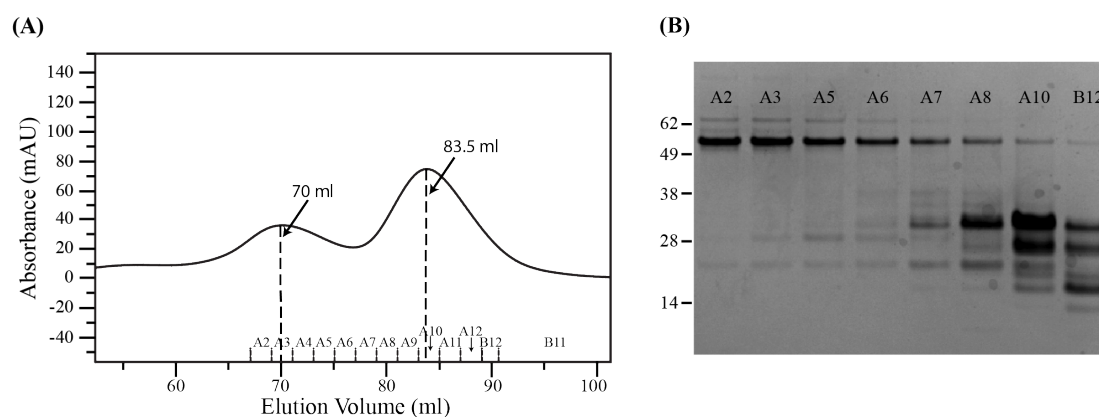 (A)
Absorbance (mAU)
140
120
100
80
60
40
20
0
-20
-40
70 ml
83.5 ml
A10 A12
A2 A3 A4 A5 A6 A7 A8 A9 A11 B12 B11
60 70 80 90 100
Elution Volume (ml)
(B)
A2 A3 A5 A6 A7 A8 A10 B12
62
49
38
28
14